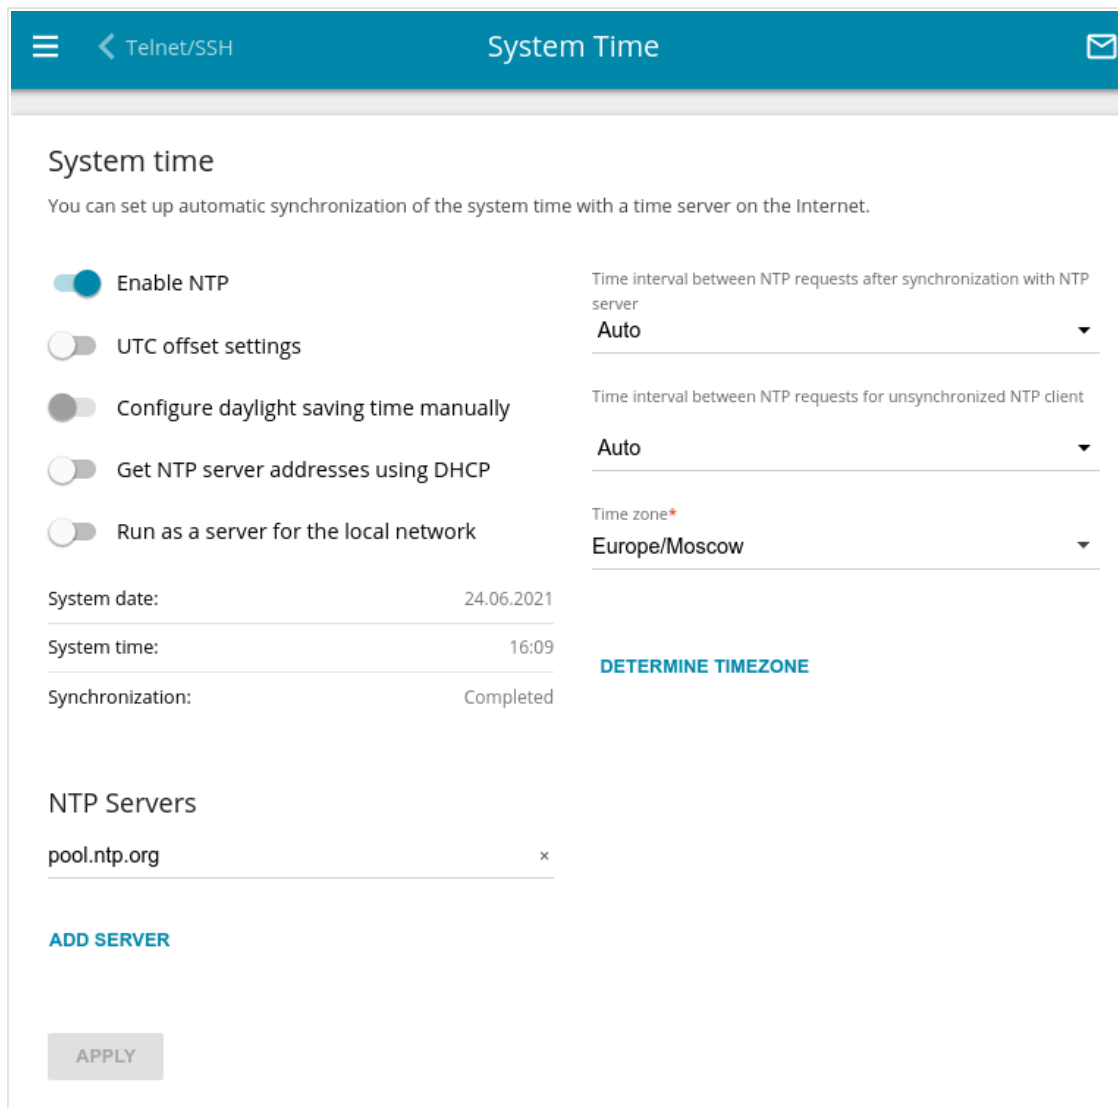 Telnet/SSH
System Time
System time
You can set up automatic synchronization of the system time with a time server on the Internet.
Enable NTP
UTC offset settings
Configure daylight saving time manually
Get NTP server addresses using DHCP
Run as a server for the local network
System date: 24.06.2021
System time: 16:09
Synchronization: Completed
Time interval between NTP requests after synchronization with NTP
server
Auto
Time interval between NTP requests for unsynchronized NTP client
Auto
Time zone*
Europe/Moscow
DETERMINE TIMEZONE
NTP Servers
pool.ntp.org ×
ADD SERVER
APPLY